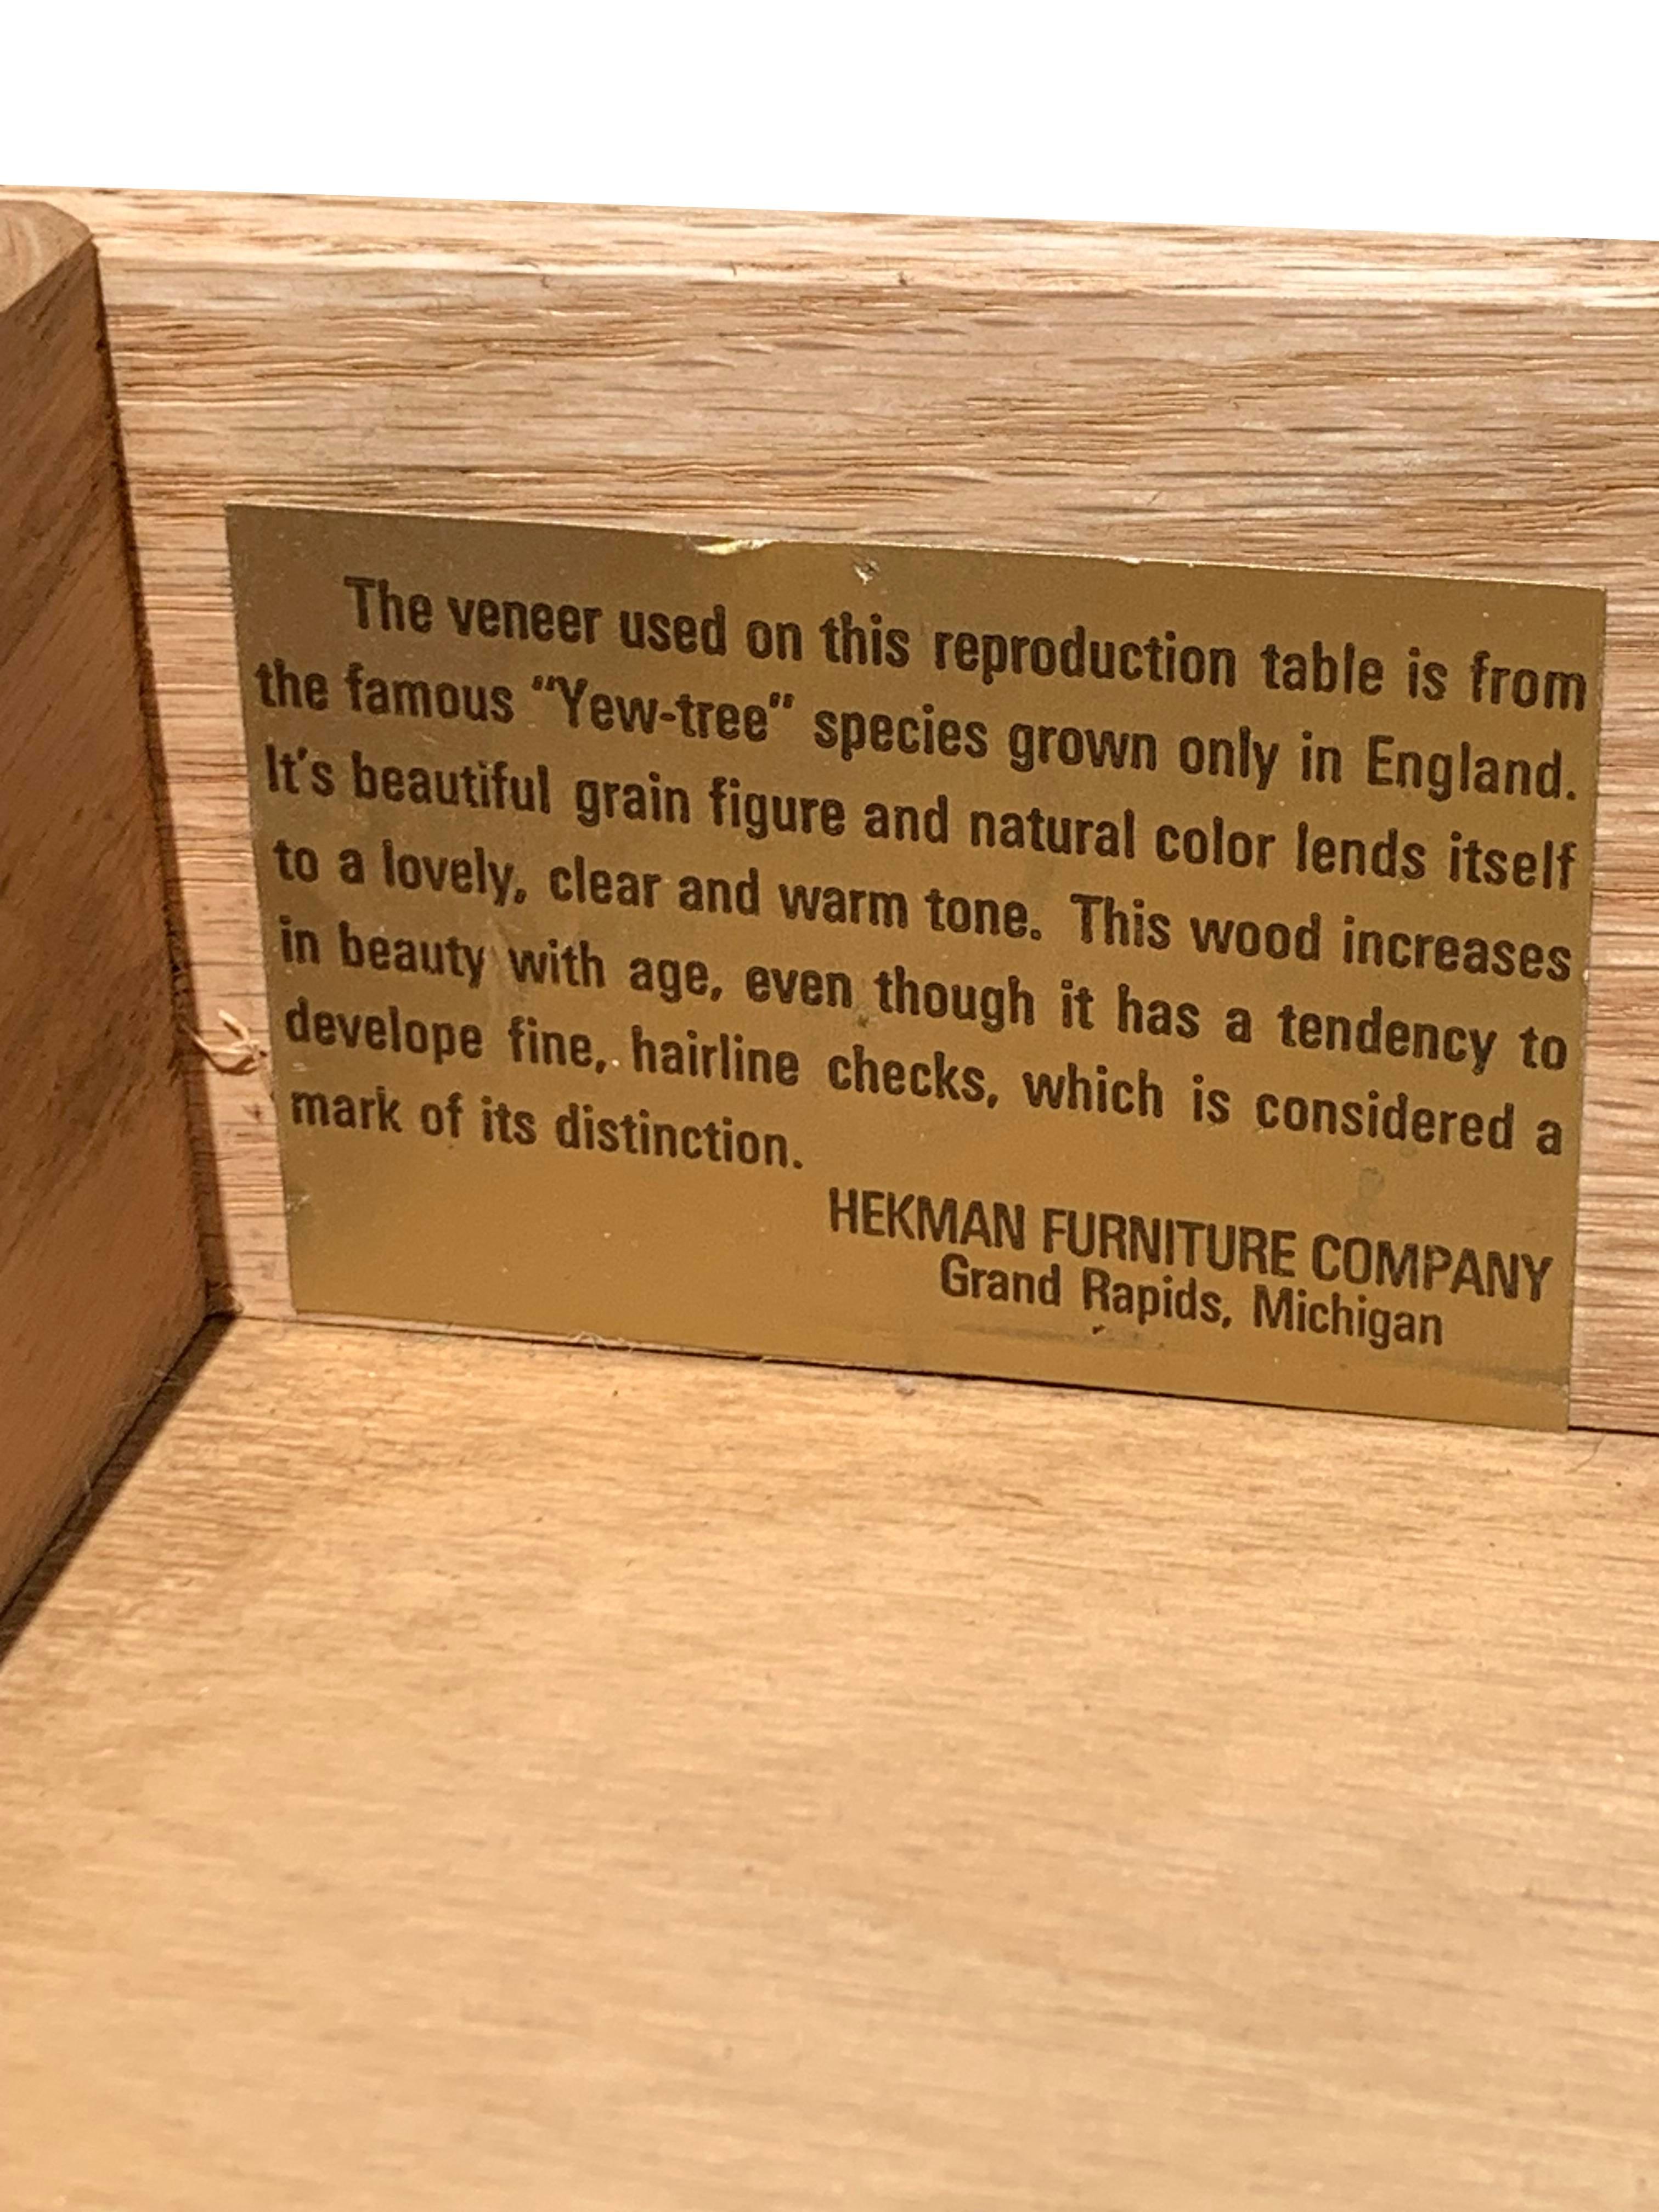 The veneer used on this reproduction table is from
the famous "Yew-tree" species grown only in England.
It's beautiful grain figure and natural color lends itself
to a lovely, clear and warm tone. This wood increases
in beauty with age, even though it has a tendency to
develope fine, hairline checks, which is considered a
mark of its distinction.
HEKMAN FURNITURE COMPANY
Grand Rapids, Michigan